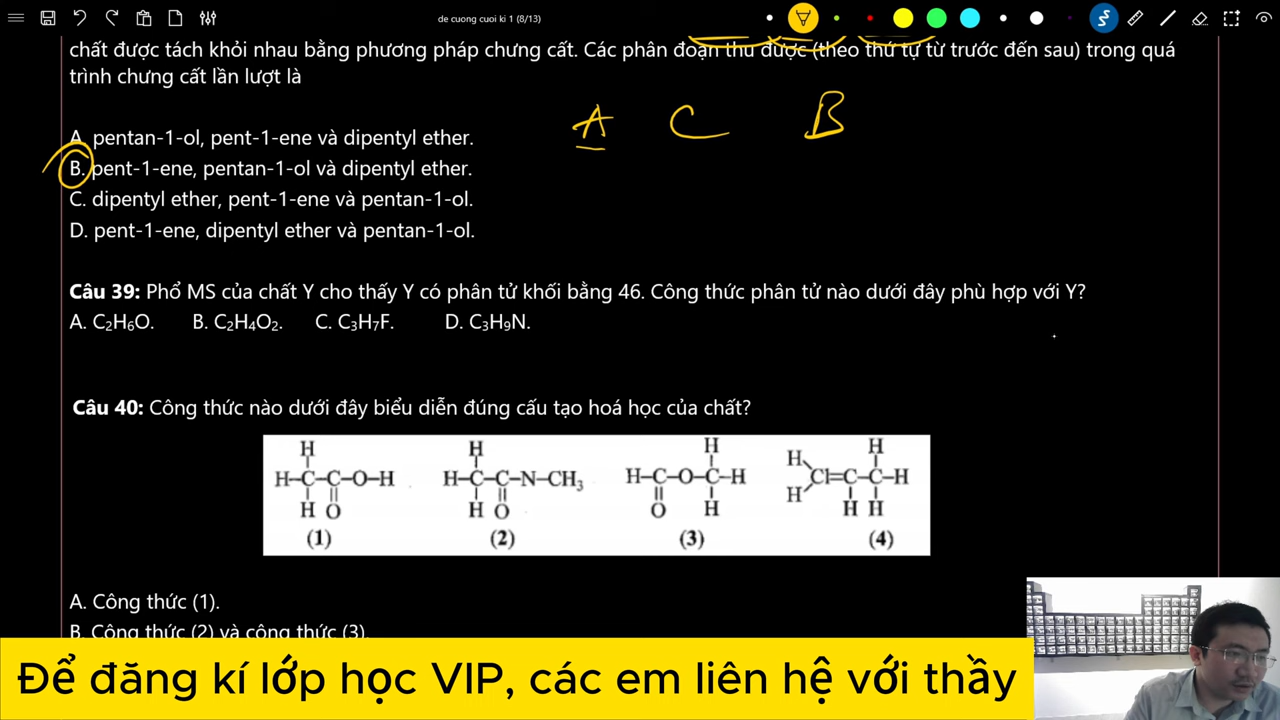 de cuong cuoi ki 1 (8/13)
chất được tách khỏi nhau bằng phương pháp chưng cất. Các phân đoạn thu được (theo thứ tự từ trước đến sau) trong quá
trình chưng cất lần lượt là
A C B
A. pentan-1-ol, pent-1-ene và dipentyl ether.
B. pent-1-ene, pentan-1-ol và dipentyl ether.
C. dipentyl ether, pent-1-ene và pentan-1-ol.
D. pent-1-ene, dipentyl ether và pentan-1-ol.
Câu 39: Phổ MS của chất Y cho thấy Y có phân tử khối bằng 46. Công thức phân tử nào dưới đây phù hợp với Y?
A. C₂H₆O. B. C₂H₄O₂. C. C₃H₇F. D. C₃H₉N.
Câu 40: Công thức nào dưới đây biểu diễn đúng cấu tạo hoá học của chất?
H H H H
H H–C–C–O–H H–C–C–N–CH₃ H–C–O–C–H Cl=C–C–H
H
H O H O O H H H
(1) (2) (3) (4)
A. Công thức (1).
B. Công thức (2) và công thức (3).
Để đăng kí lớp học VIP, các em liên hệ với thầy